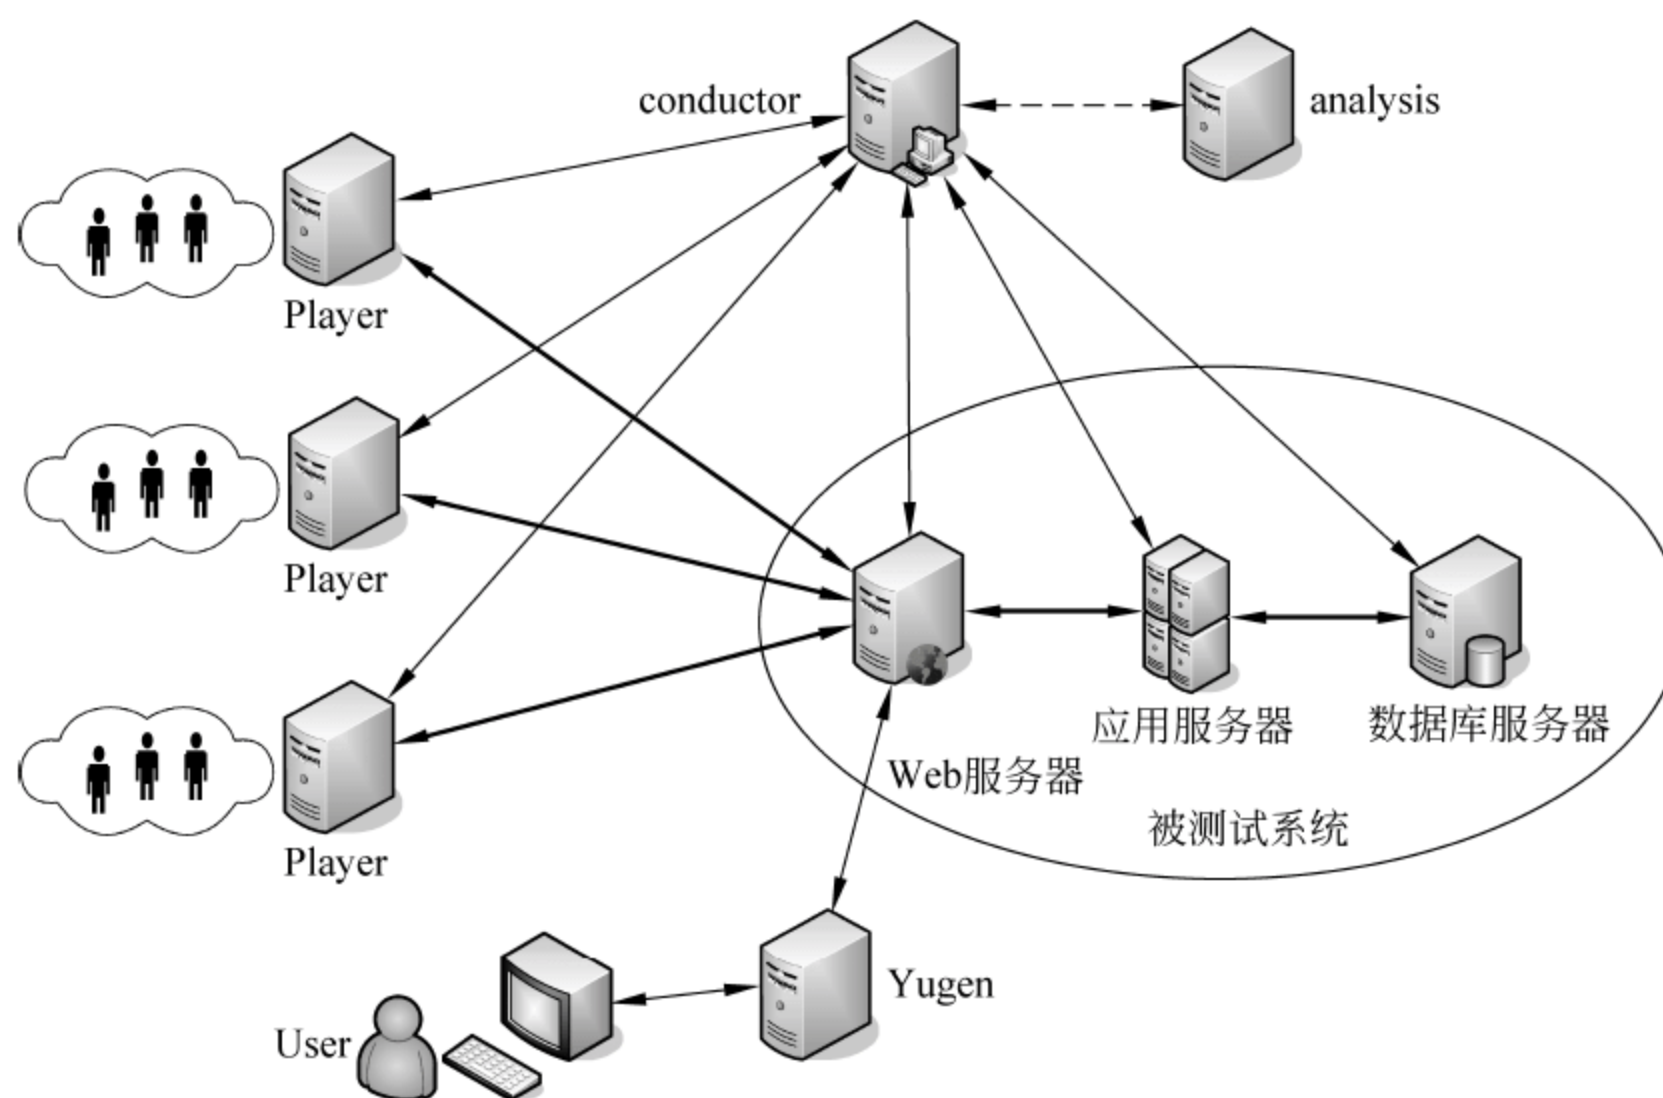 conductor
analysis
Player
Player
应用服务器
数据库服务器
Web服务器
被测试系统
Player
Yugen
User